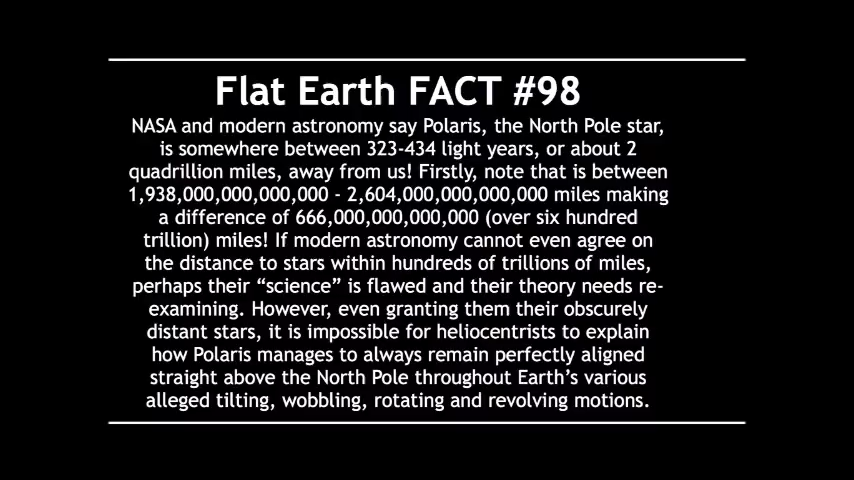 Flat Earth FACT #98
NASA and modern astronomy say Polaris, the North Pole star,
is somewhere between 323-434 light years, or about 2
quadrillion miles, away from us! Firstly, note that is between
1,938,000,000,000,000 - 2,604,000,000,000,000 miles making
a difference of 666,000,000,000,000 (over six hundred
trillion) miles! If modern astronomy cannot even agree on
the distance to stars within hundreds of trillions of miles,
perhaps their “science” is flawed and their theory needs re-
examining. However, even granting them their obscurely
distant stars, it is impossible for heliocentrists to explain
how Polaris manages to always remain perfectly aligned
straight above the North Pole throughout Earth’s various
alleged tilting, wobbling, rotating and revolving motions.